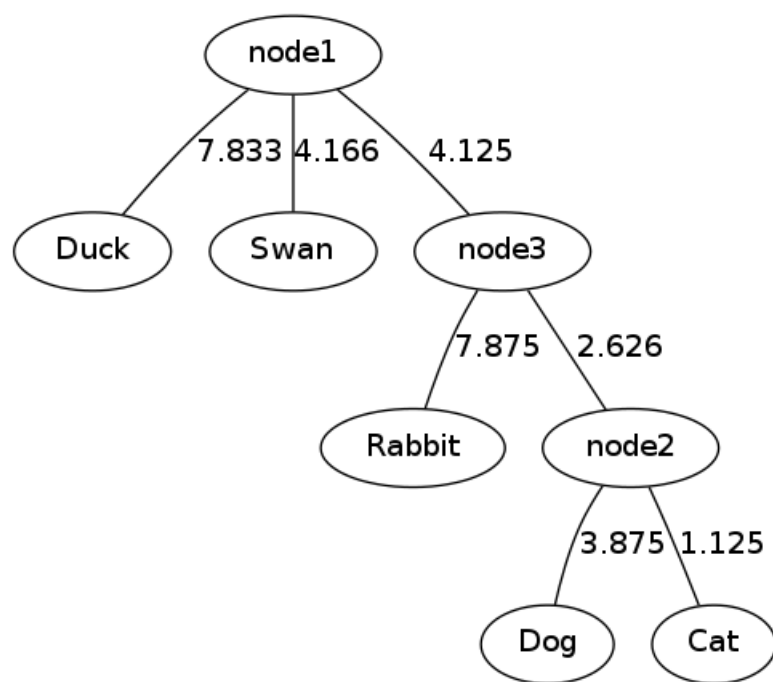 node1
7.833 4.166 4.125
Duck Swan node3
7.875 2.626
Rabbit node2
3.875 1.125
Dog Cat